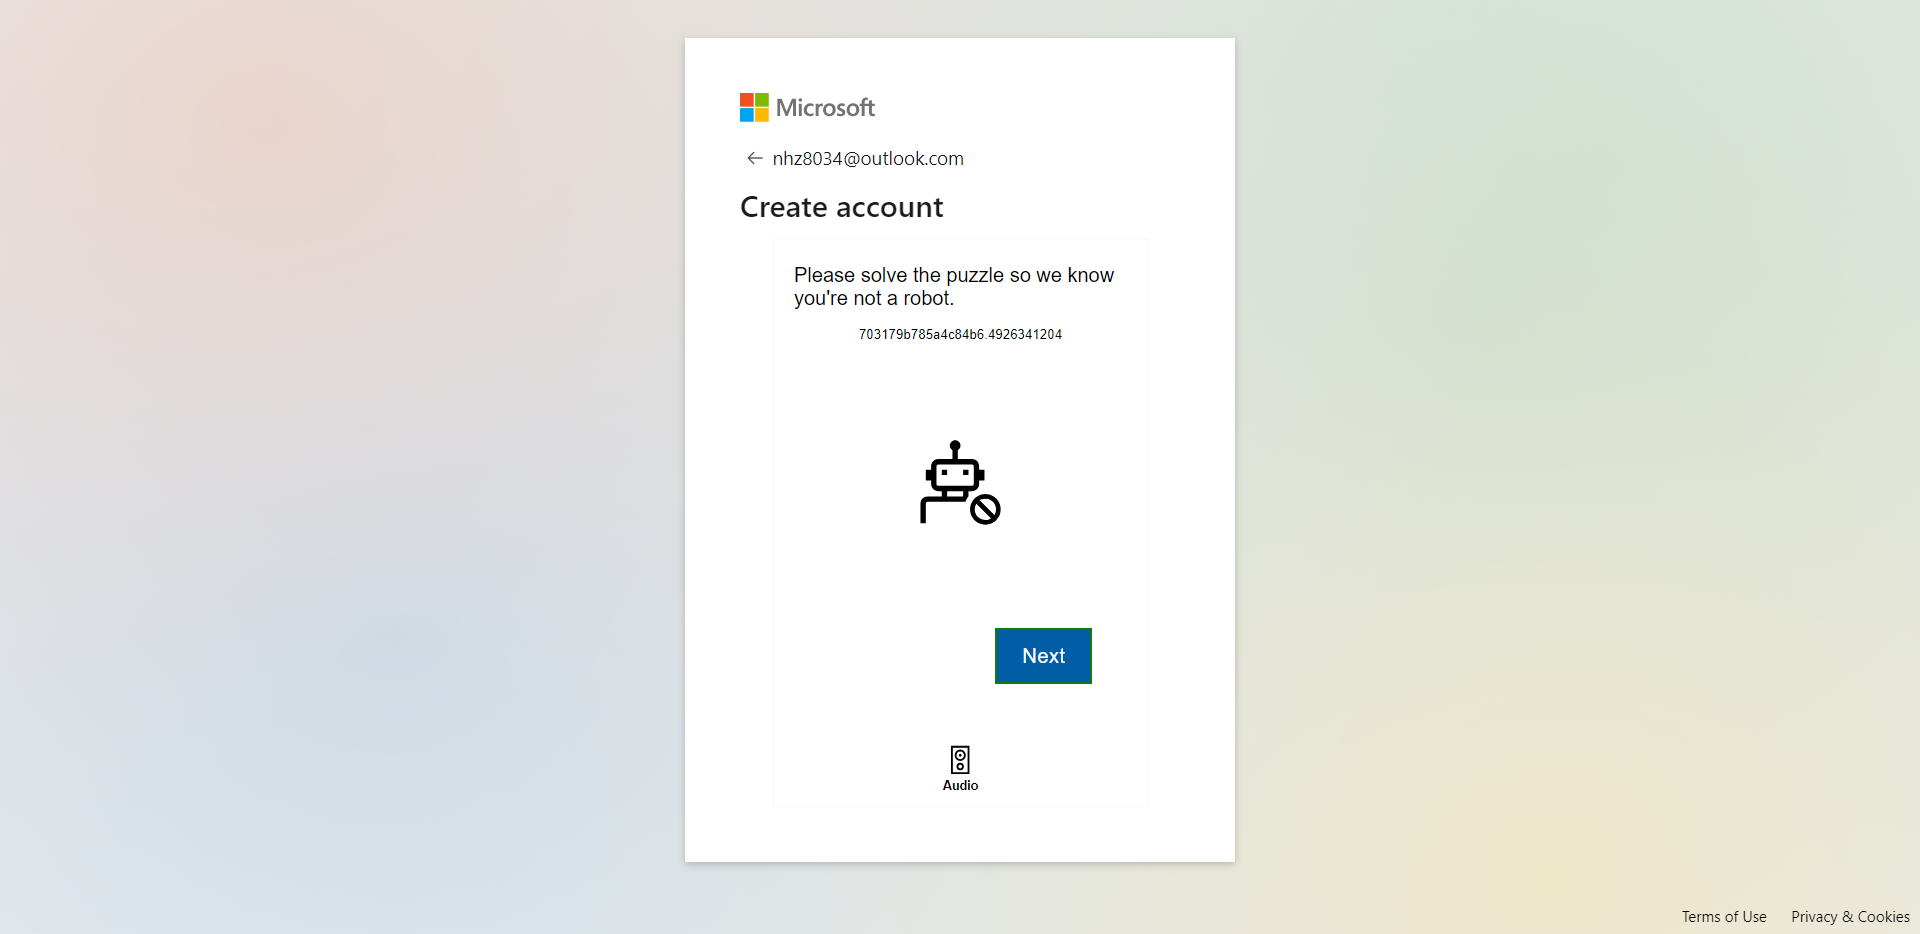 Microsoft
nhz8034@outlook.com
Create account
Please solve the puzzle so we know
you're not a robot.
703179b785a4c84b6.4926341204
Next
Audio
Terms of Use
Privacy & Cookies